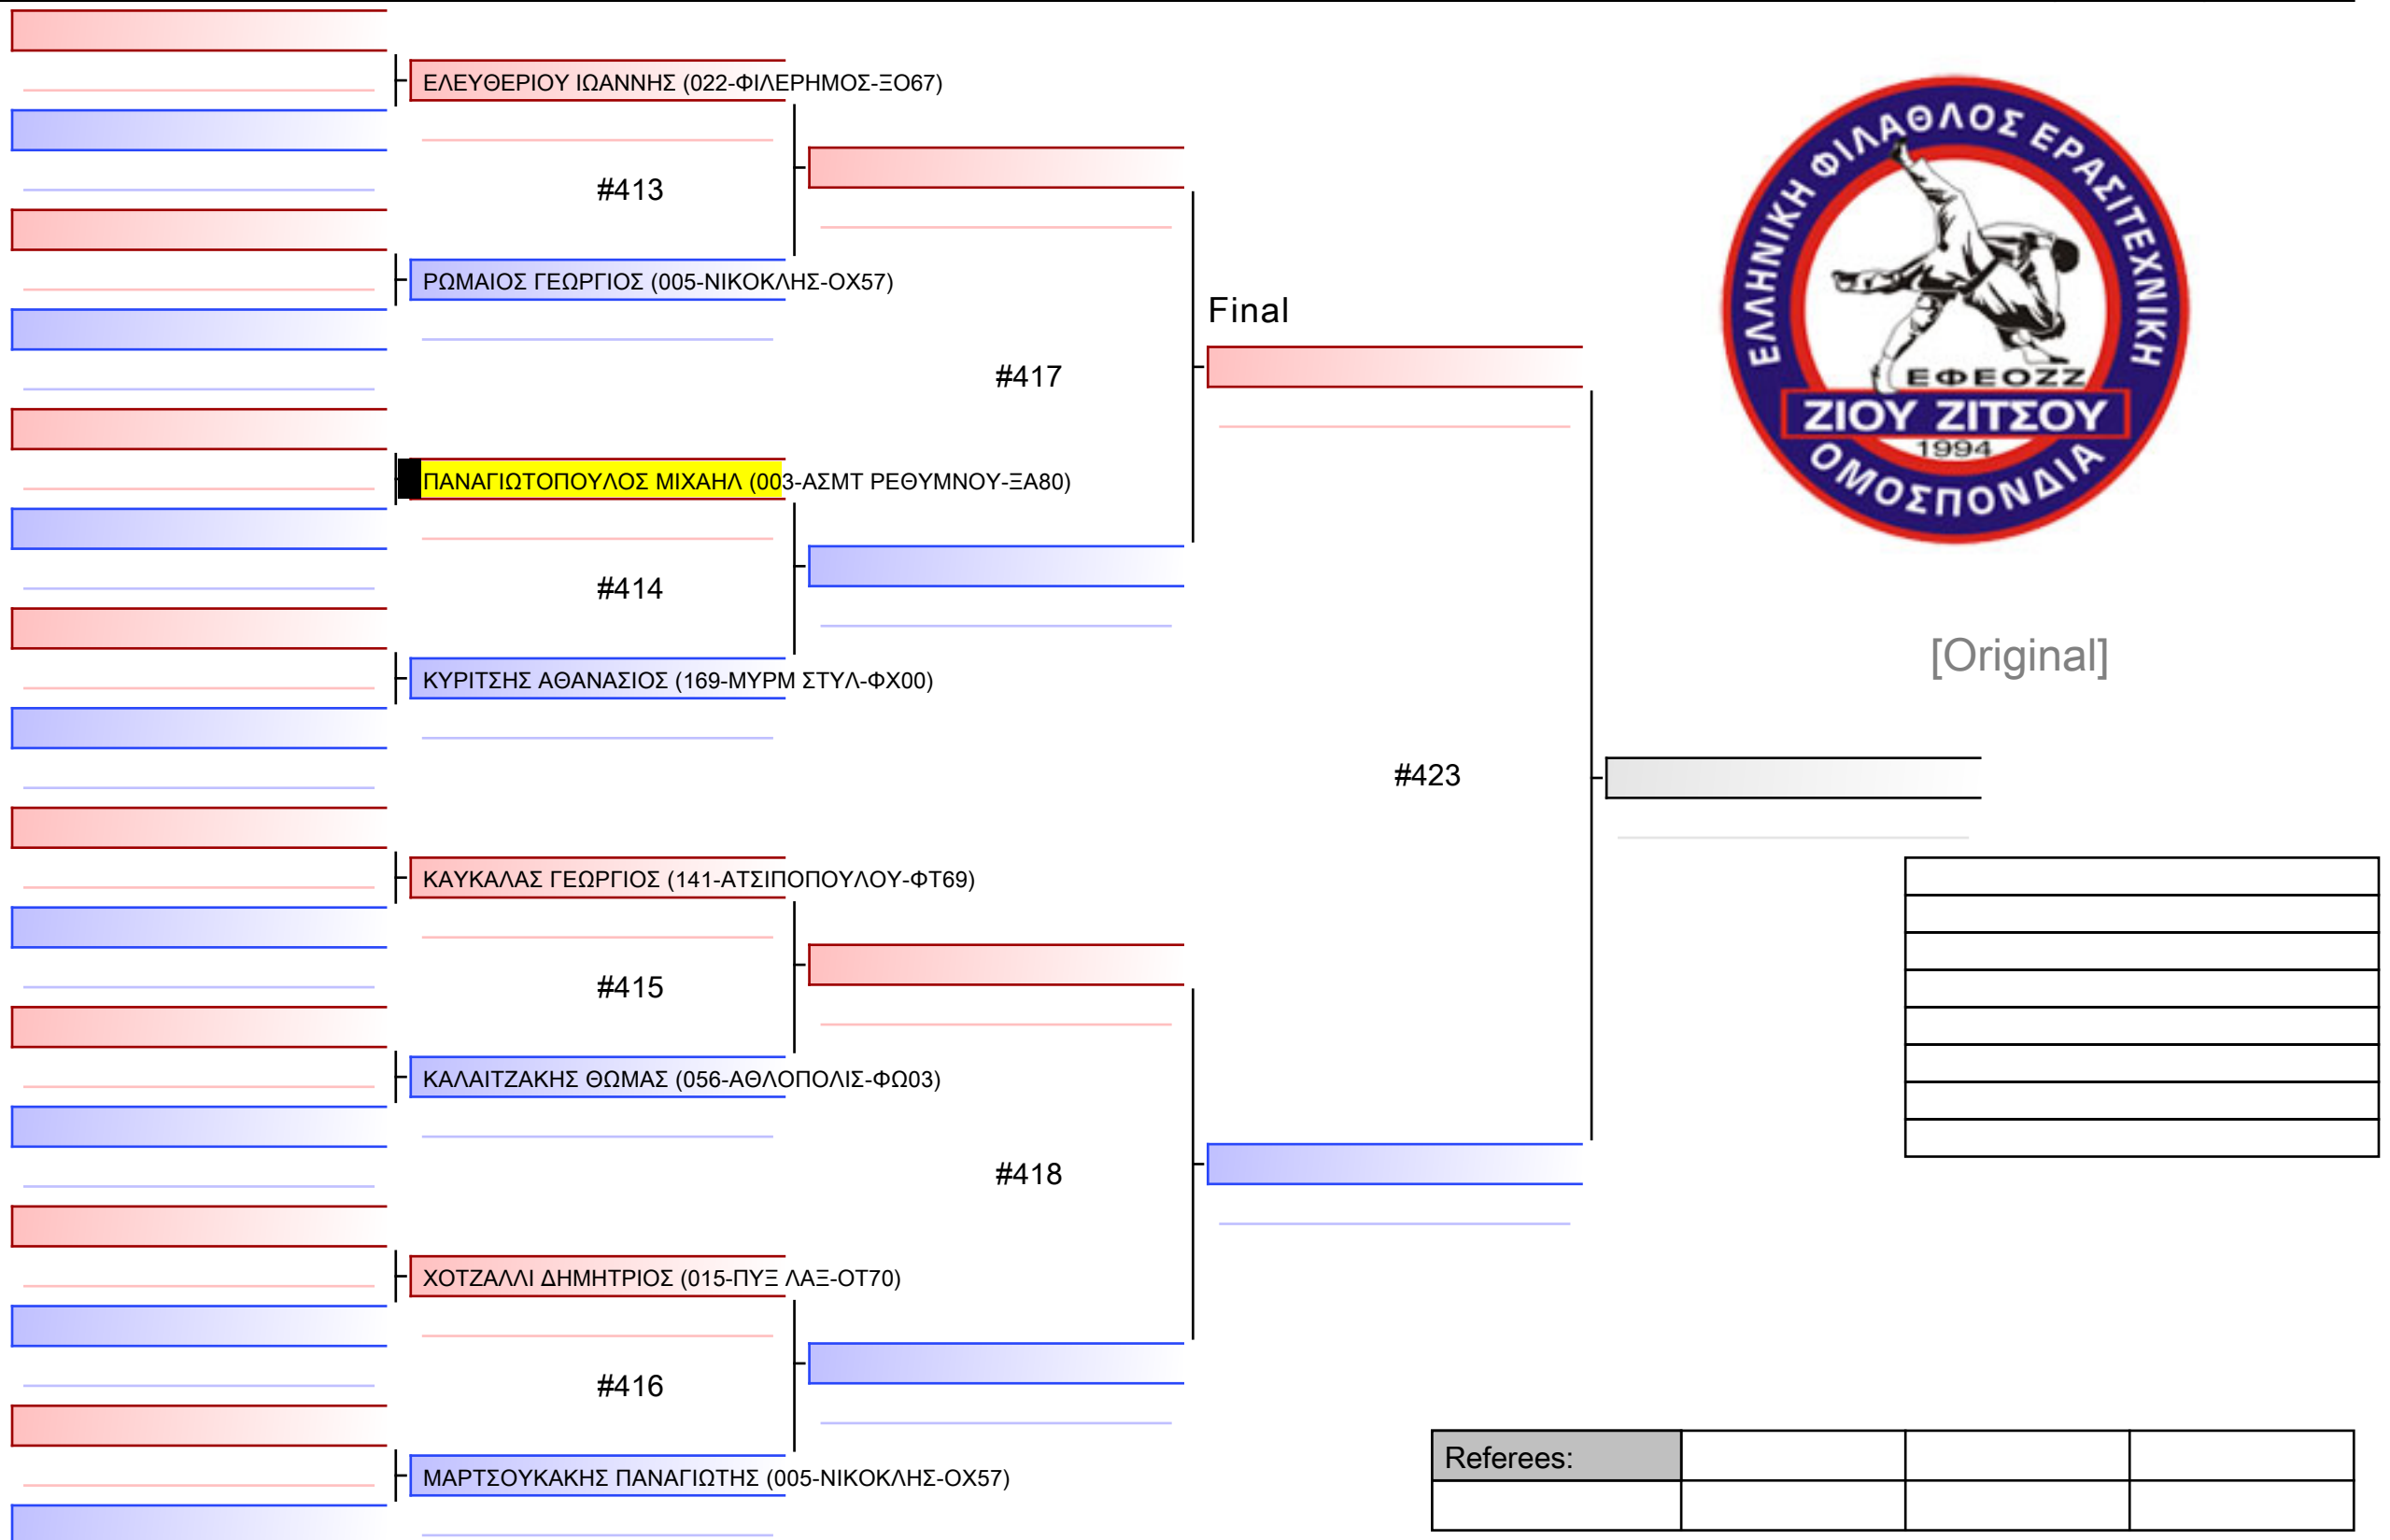 ΕΛΕΥΘΕΡΙΟΥ ΙΩΑΝΝΗΣ (022-ΦΙΛΕΡΗΜΟΣ-ΞΟ67)
#413
ΡΩΜΑΙΟΣ ΓΕΩΡΓΙΟΣ (005-ΝΙΚΟΚΛΗΣ-ΟΧ57)
Final
#417
ΠΑΝΑΓΙΩΤΟΠΟΥΛΟΣ ΜΙΧΑΗΛ (003-ΑΣΜΤ ΡΕΘΥΜΝΟΥ-ΞΑ80)
#414
ΚΥΡΙΤΣΗΣ ΑΘΑΝΑΣΙΟΣ (169-ΜΥΡΜ ΣΤΥΛ-ΦΧ00)
ΕΛΛΗΝΙΚΗ ΦΙΛΑΘΛΟΣ ΕΡΑΣΙΤΕΧΝΙΚΗ
ΕΦΕΟΖΖ
ΖΙΟΥ ΖΙΤΣΟΥ
1994
ΟΜΟΣΠΟΝΔΙΑ
[Original]
#423
ΚΑΥΚΑΛΑΣ ΓΕΩΡΓΙΟΣ (141-ΑΤΣΙΠΟΠΟΥΛΟΥ-ΦΤ69)
#415
ΚΑΛΑΙΤΖΑΚΗΣ ΘΩΜΑΣ (056-ΑΘΛΟΠΟΛΙΣ-ΦΩ03)
#418
ΧΟΤΖΑΛΛΙ ΔΗΜΗΤΡΙΟΣ (015-ΠΥΞ ΛΑΞ-ΟΤ70)
#416
ΜΑΡΤΣΟΥΚΑΚΗΣ ΠΑΝΑΓΙΩΤΗΣ (005-ΝΙΚΟΚΛΗΣ-ΟΧ57)
Referees: